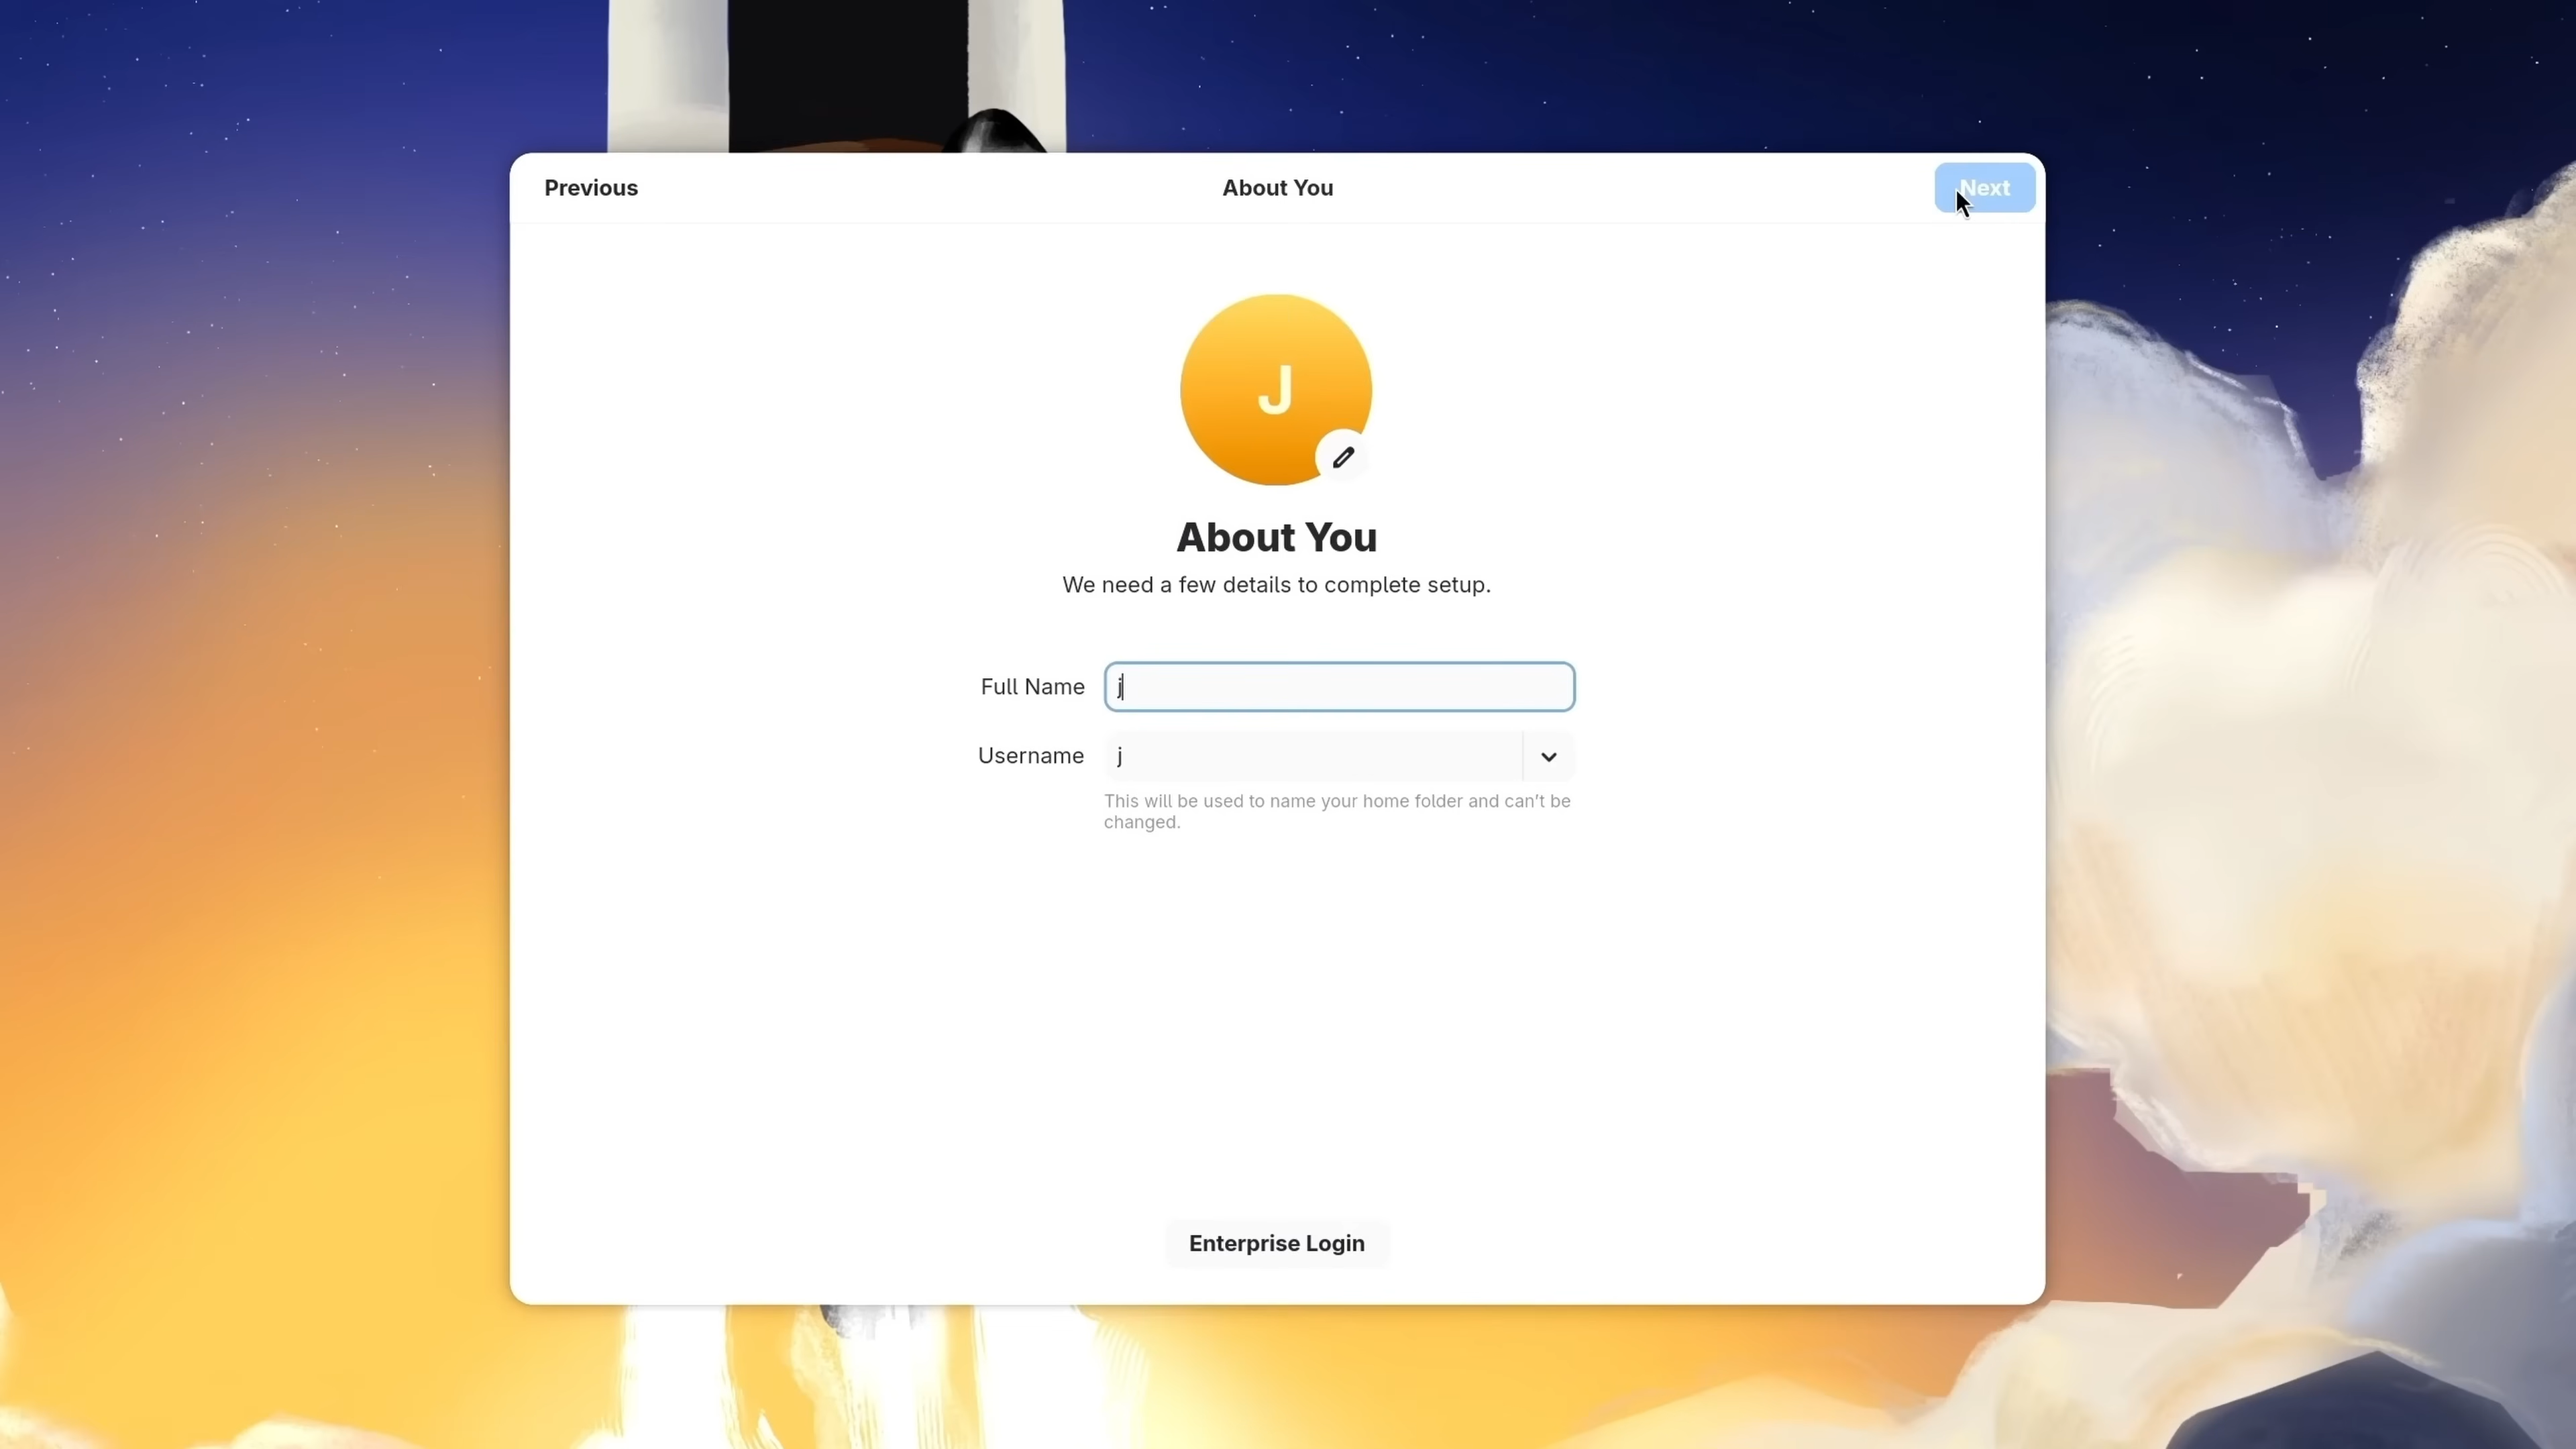 Previous
About You
Next
J
About You
We need a few details to complete setup.
Full Name
j
Username
j
This will be used to name your home folder and can’t be
changed.
Enterprise Login